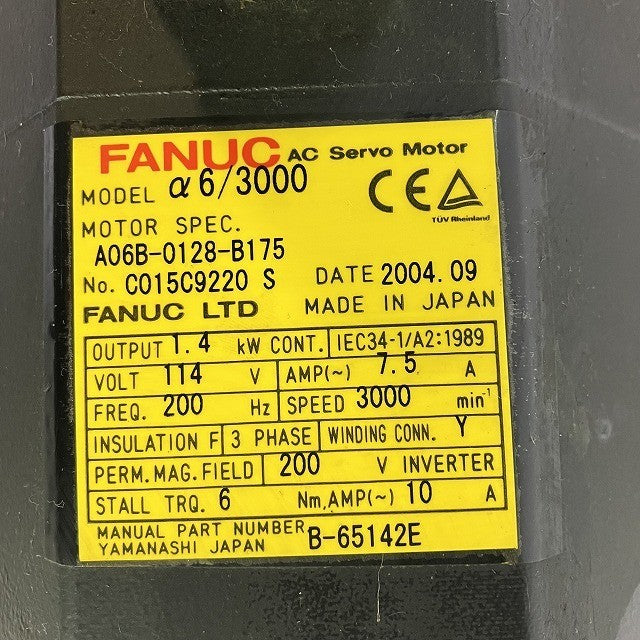 FANUC AC Servo Motor
MODEL α6/3000
MOTOR SPEC.
A06B-0128-B175
CE
TÜV Rheinland
No. C015C9220 S DATE 2004.09
FANUC LTD MADE IN JAPAN
OUTPUT 1.4 kW CONT. IEC34-1/A2:1989
VOLT 114 V AMP(~) 7.5 A
FREQ. 200 Hz SPEED 3000 min⁻¹
INSULATION F 3 PHASE WINDING CONN. Y
PERM.MAG.FIELD 200 V INVERTER
STALL TRQ. 6 Nm,AMP(~) 10 A
MANUAL PART NUMBER B-65142E
YAMANASHI JAPAN